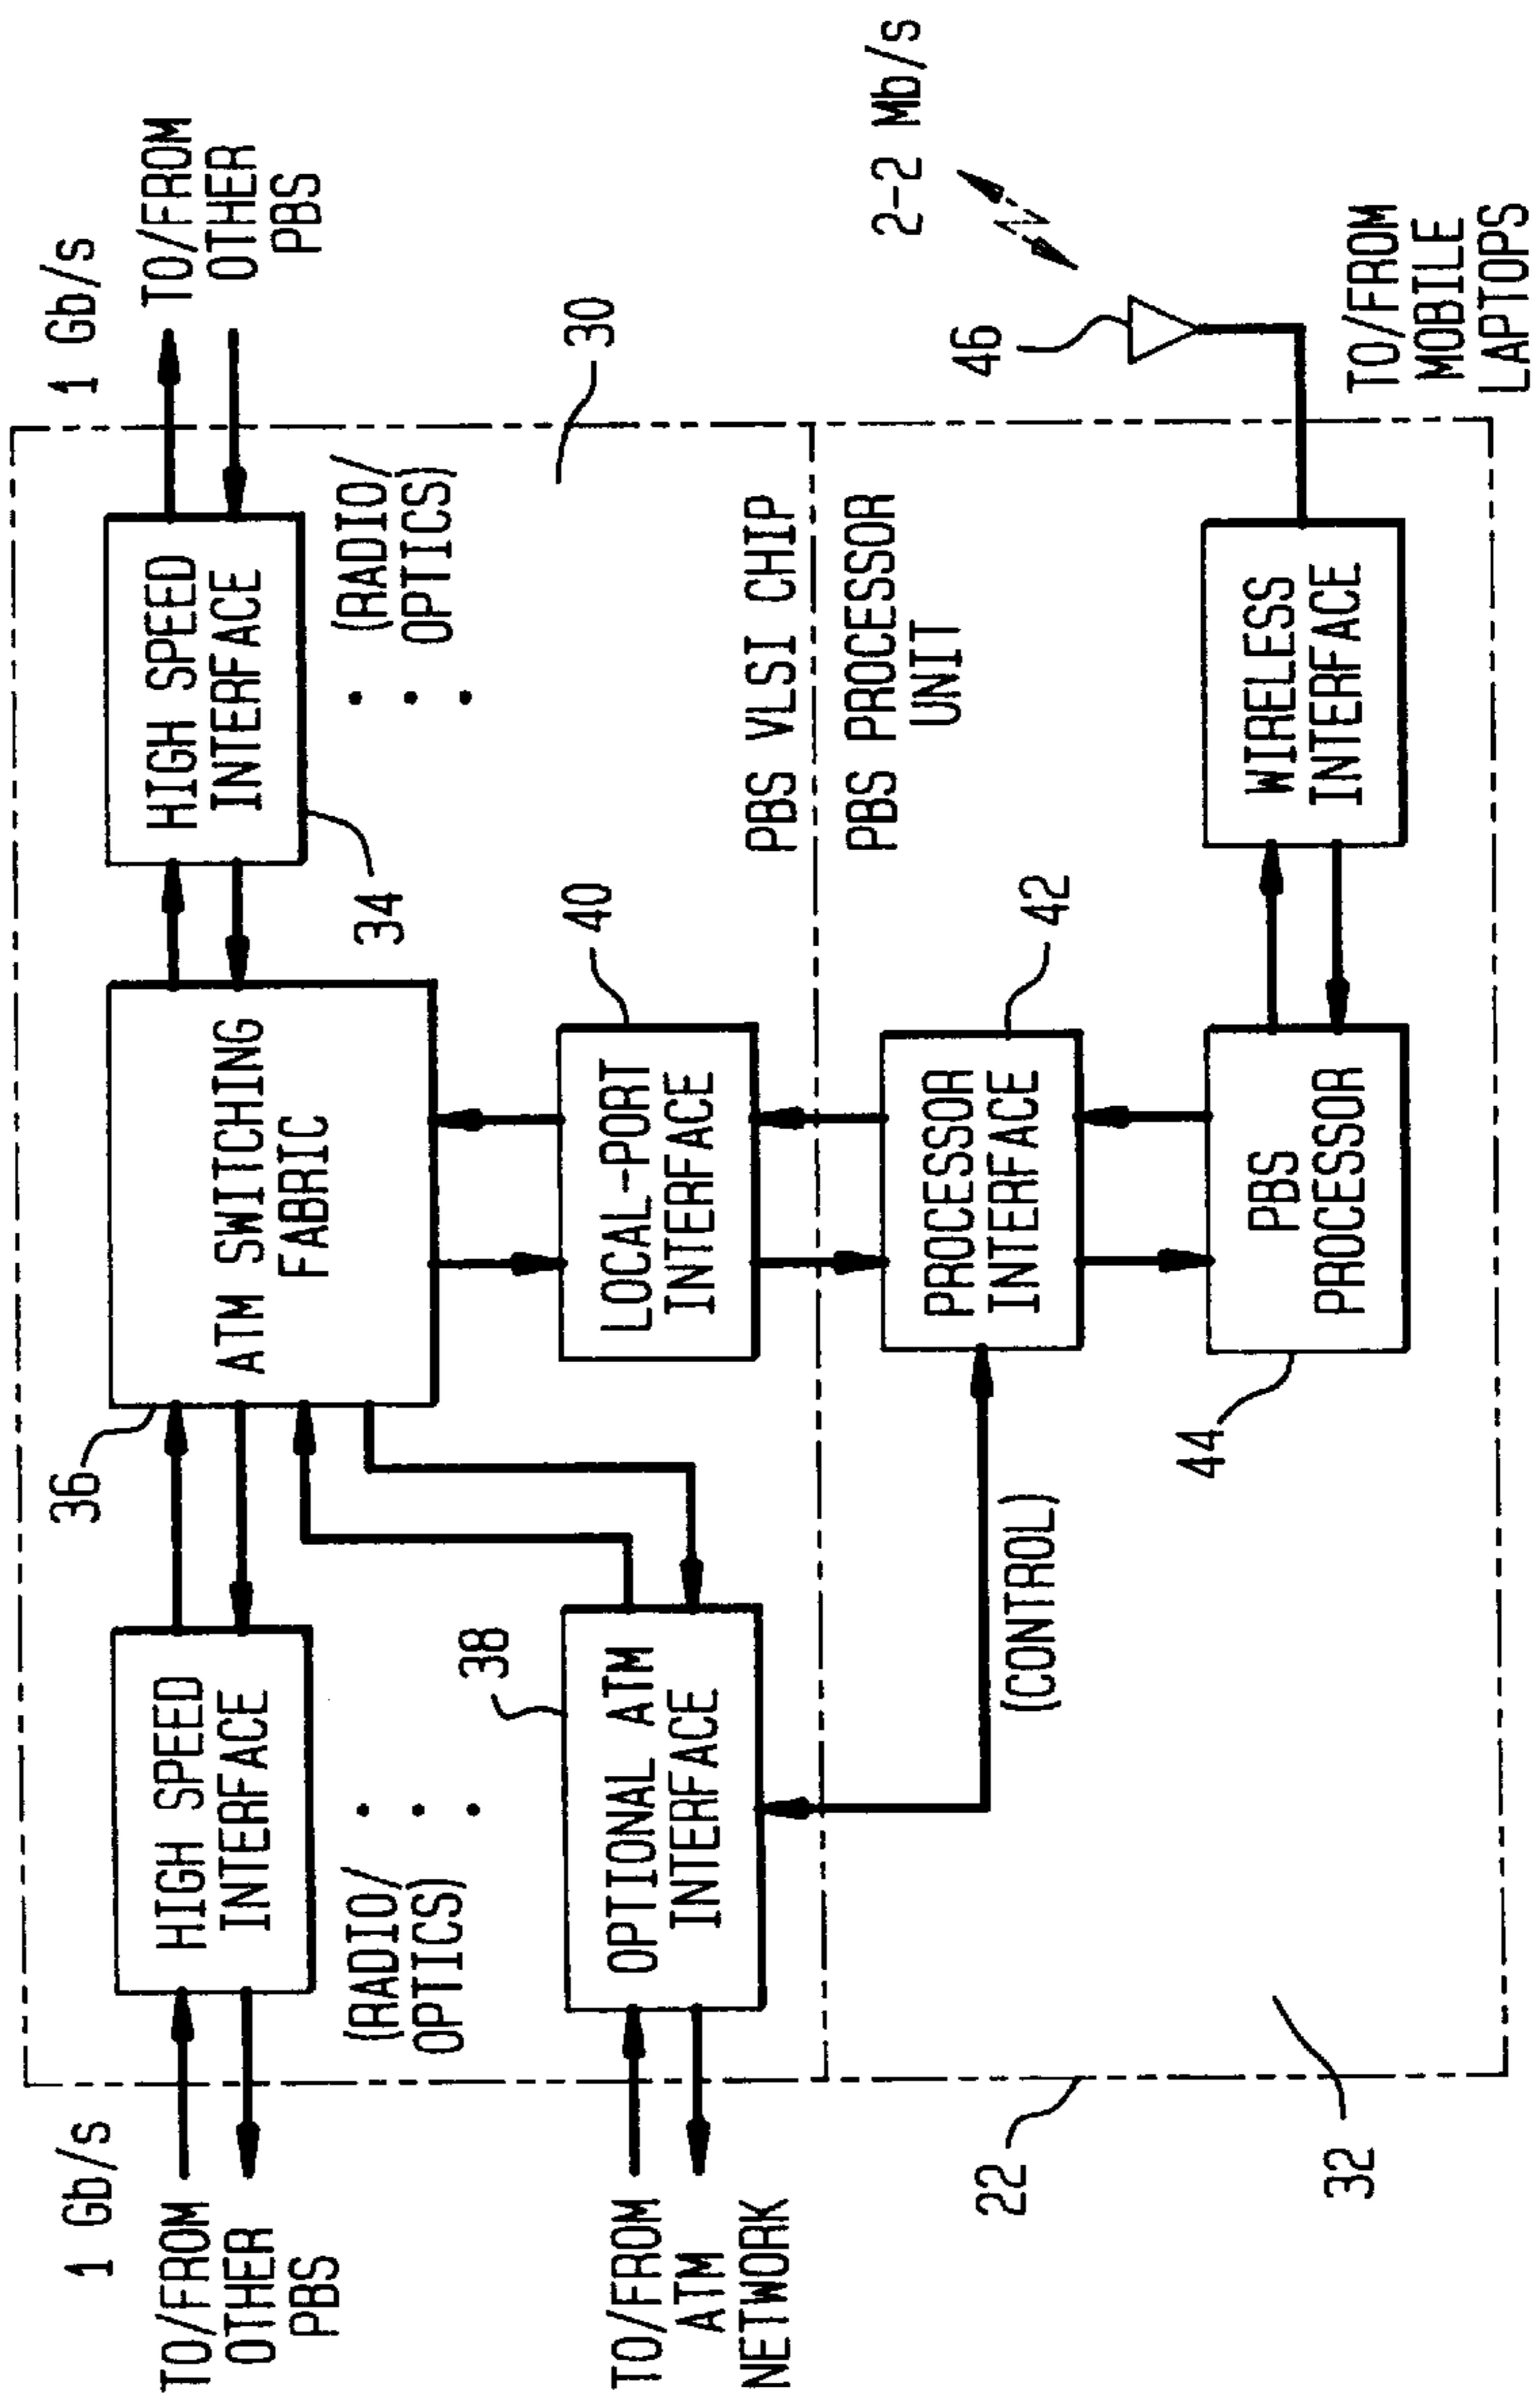 1 Gb/s
TO/FROM
OTHER
PBS
HIGH SPEED
INTERFACE
(RADIO/
OPTICS)
36
ATM SWITCHING
FABRIC
HIGH SPEED
INTERFACE
34
(RADIO/
OPTICS)
1 Gb/s
TO/FROM
OTHER
PBS
30
TO/FROM
ATM
NETWORK
38
OPTIONAL ATM
INTERFACE
40
LOCAL-PORT
INTERFACE
PBS VLSI CHIP
PBS PROCESSOR
UNIT
22
32
(CONTROL)
42
PROCESSOR
INTERFACE
44
PBS
PROCESSOR
WIRELESS
INTERFACE
46
2-2 Mb/s
TO/FROM
MOBILE
LAPTOPS